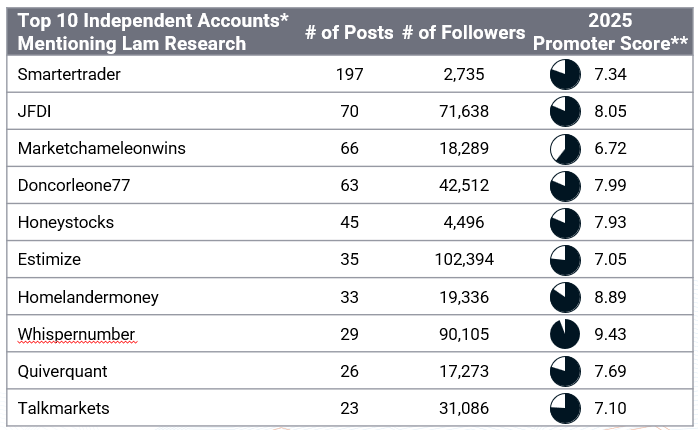 Top 10 Independent Accounts* # of Posts # of Followers 2025
Mentioning Lam Research Promoter Score**
Smartertrader 197 2,735 7.34
JFDI 70 71,638 8.05
Marketchameleonwins 66 18,289 6.72
Doncorleone77 63 42,512 7.99
Honeystocks 45 4,496 7.93
Estimize 35 102,394 7.05
Homelandermoney 33 19,336 8.89
Whispernumber 29 90,105 9.43
Quiverquant 26 17,273 7.69
Talkmarkets 23 31,086 7.10